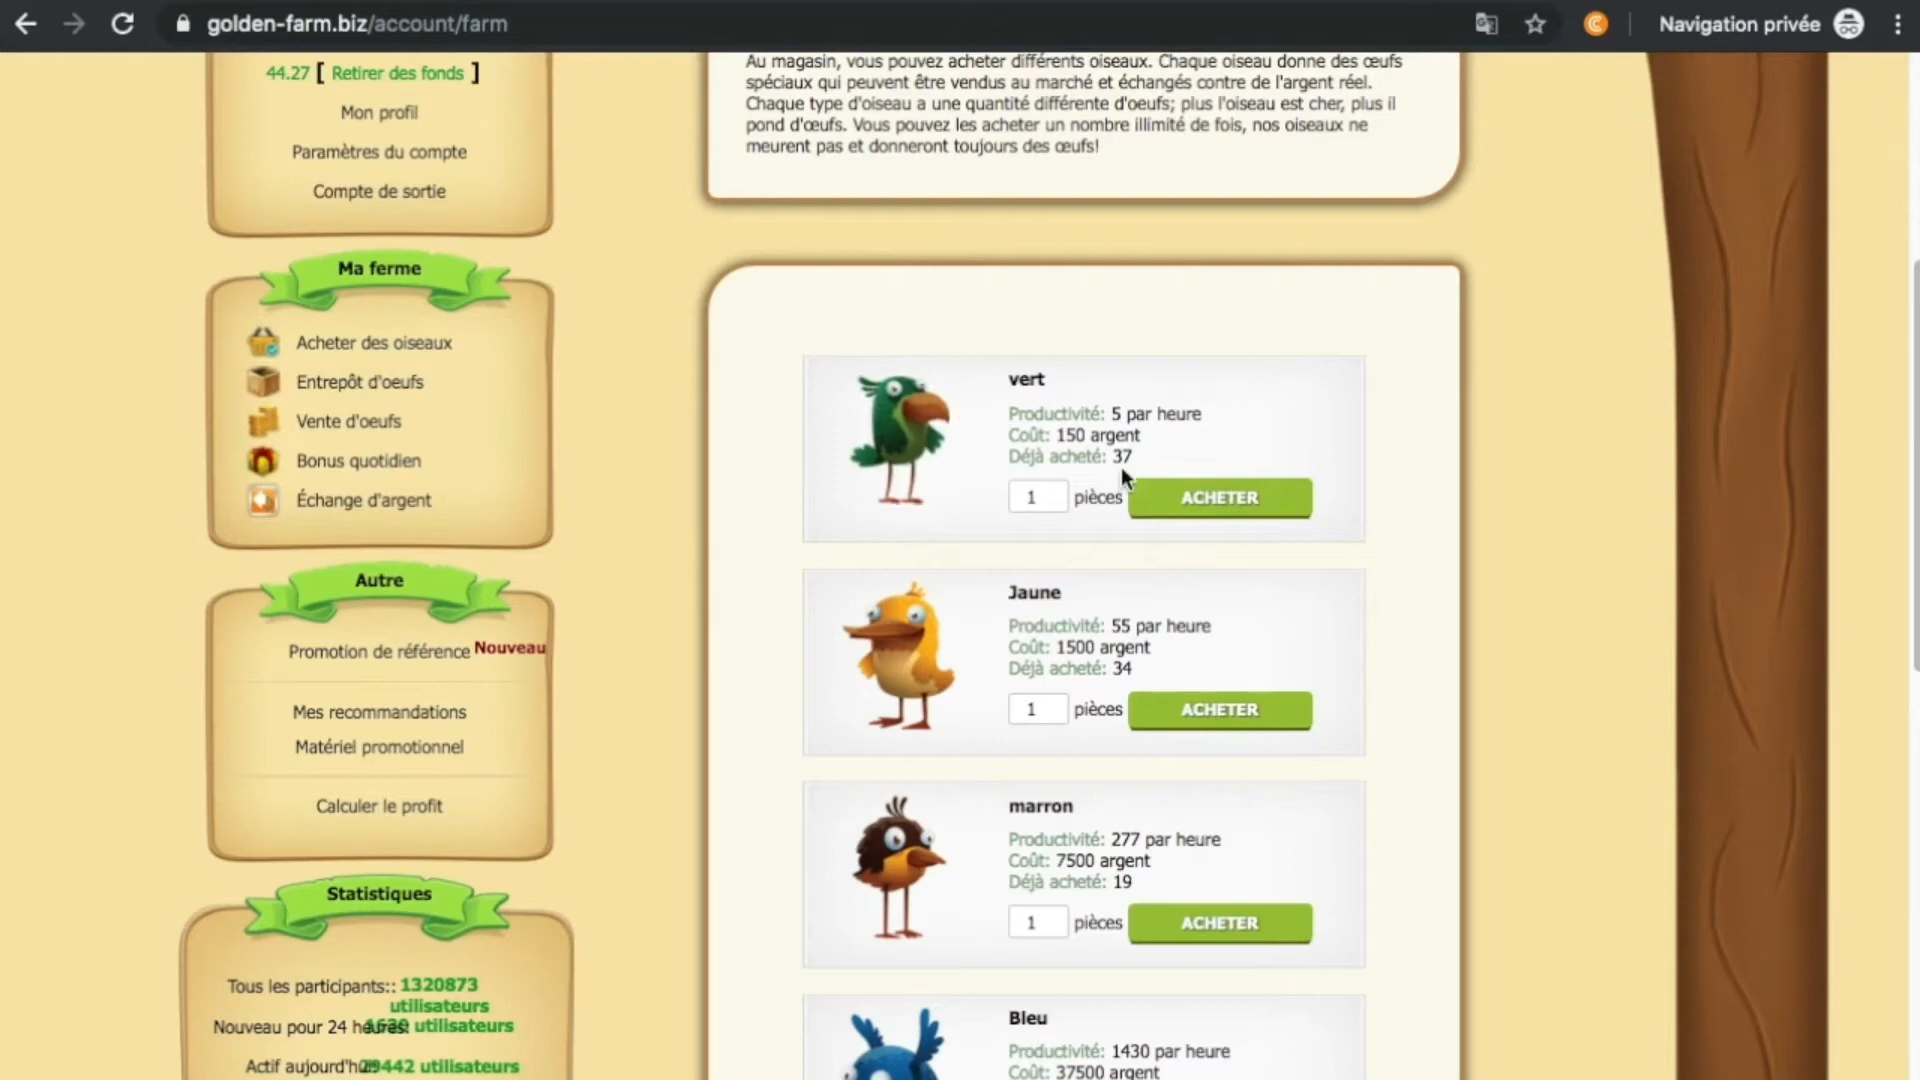 golden-farm.biz/account/farm
Navigation privée
44.27 [ Retirer des fonds ]
Mon profil
Paramètres du compte
Compte de sortie
Ma ferme
Acheter des oiseaux
Entrepôt d'oeufs
Vente d'oeufs
Bonus quotidien
Échange d'argent
Autre
Promotion de référence Nouveau
Mes recommandations
Matériel promotionnel
Calculer le profit
Statistiques
Tous les participants:: 1320873
utilisateurs
Nouveau pour 24 heures: utilisateurs
Actif aujourd'hui 29442 utilisateurs
Au magasin, vous pouvez acheter différents oiseaux. Chaque oiseau donne des œufs
spéciaux qui peuvent être vendus au marché et échangés contre de l'argent réel.
Chaque type d'oiseau a une quantité différente d'oeufs; plus l'oiseau est cher, plus il
pond d'œufs. Vous pouvez les acheter un nombre illimité de fois, nos oiseaux ne
meurent pas et donneront toujours des œufs!
vert
Productivité: 5 par heure
Coût: 150 argent
Déjà acheté: 37
1 pièces ACHETER
Jaune
Productivité: 55 par heure
Coût: 1500 argent
Déjà acheté: 34
1 pièces ACHETER
marron
Productivité: 277 par heure
Coût: 7500 argent
Déjà acheté: 19
1 pièces ACHETER
Bleu
Productivité: 1430 par heure
Coût: 37500 argent